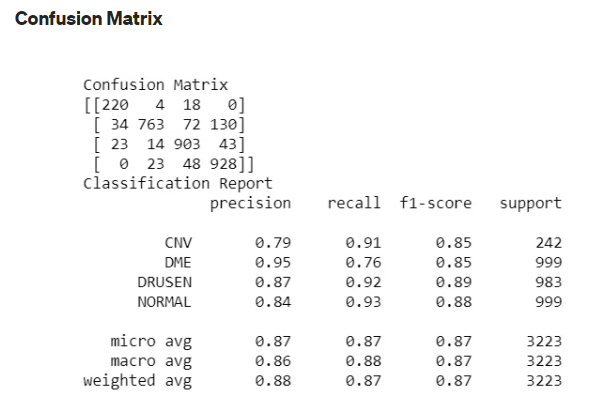 Confusion Matrix
Confusion Matrix
[[220 4 18 0]
[ 34 763 72 130]
[ 23 14 903 43]
[ 0 23 48 928]]
Classification Report
precision recall f1-score support
CNV 0.79 0.91 0.85 242
DME 0.95 0.76 0.85 999
DRUSEN 0.87 0.92 0.89 983
NORMAL 0.84 0.93 0.88 999
micro avg 0.87 0.87 0.87 3223
macro avg 0.86 0.88 0.87 3223
weighted avg 0.88 0.87 0.87 3223